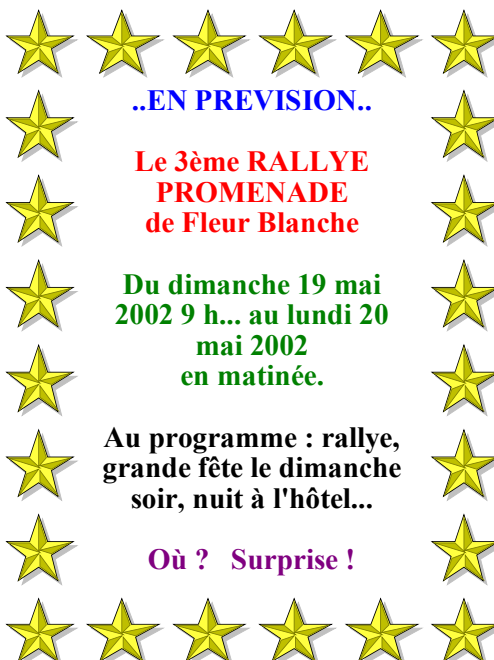 ..EN PREVISION..
Le 3ème RALLYE
PROMENADE
de Fleur Blanche
Du dimanche 19 mai
2002 9 h... au lundi 20
mai 2002
en matinée.
Au programme : rallye,
grande fête le dimanche
soir, nuit à l'hôtel...
Où ?   Surprise !